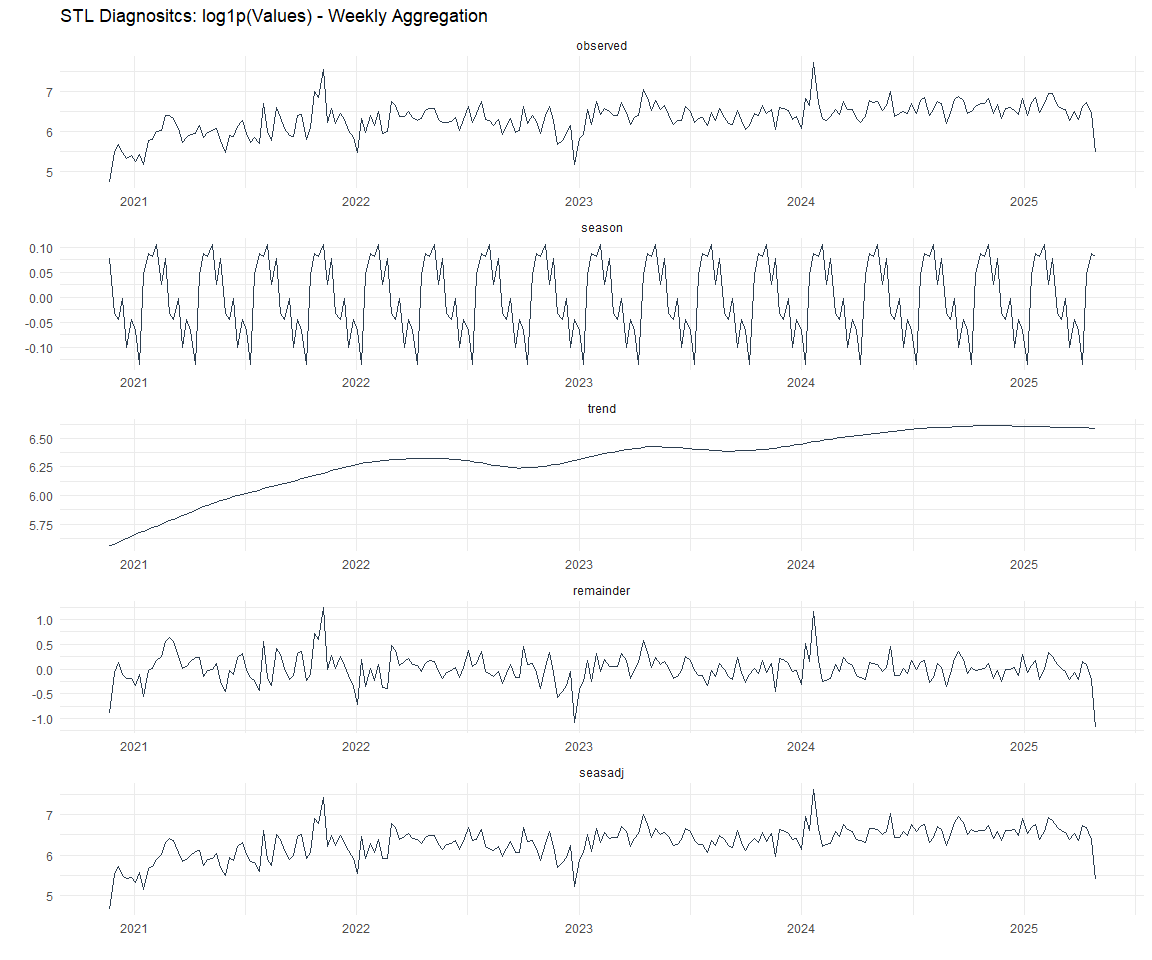 STL Diagnositcs: log1p(Values) - Weekly Aggregation
observed
7
6
5
2021 2022 2023 2024 2025
season
0.10
0.05
0.00
-0.05
-0.10
2021 2022 2023 2024 2025
trend
6.50
6.25
6.00
5.75
2021 2022 2023 2024 2025
remainder
1.0
0.5
0.0
-0.5
-1.0
2021 2022 2023 2024 2025
seasadj
7
6
5
2021 2022 2023 2024 2025